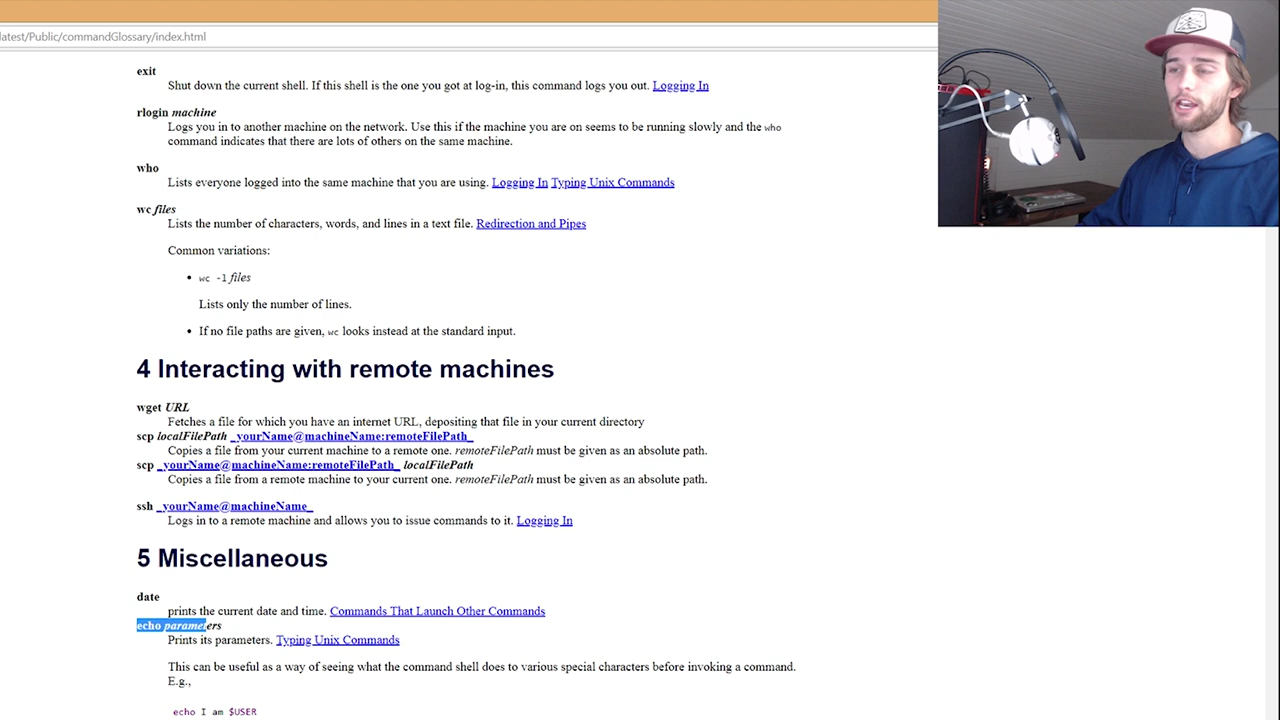 latest/Public/commandGlossary/index.html
exit
Shut down the current shell. If this shell is the one you got at log-in, this command logs you out. Logging In
rlogin machine
Logs you in to another machine on the network. Use this if the machine you are on seems to be running slowly and the who
command indicates that there are lots of others on the same machine.
who
Lists everyone logged into the same machine that you are using. Logging In Typing Unix Commands
wc files
Lists the number of characters, words, and lines in a text file. Redirection and Pipes
Common variations:
• wc -l files
Lists only the number of lines.
• If no file paths are given, wc looks instead at the standard input.
4 Interacting with remote machines
wget URL
Fetches a file for which you have an internet URL, depositing that file in your current directory
scp localFilePath _yourName@machineName:remoteFilePath_
Copies a file from your current machine to a remote one. remoteFilePath must be given as an absolute path.
scp _yourName@machineName:remoteFilePath_ localFilePath
Copies a file from a remote machine to your current one. remoteFilePath must be given as an absolute path.
ssh _yourName@machineName_
Logs in to a remote machine and allows you to issue commands to it. Logging In
5 Miscellaneous
date
prints the current date and time. Commands That Launch Other Commands
echo parameters
Prints its parameters. Typing Unix Commands
This can be useful as a way of seeing what the command shell does to various special characters before invoking a command.
E.g.,
echo I am $USER